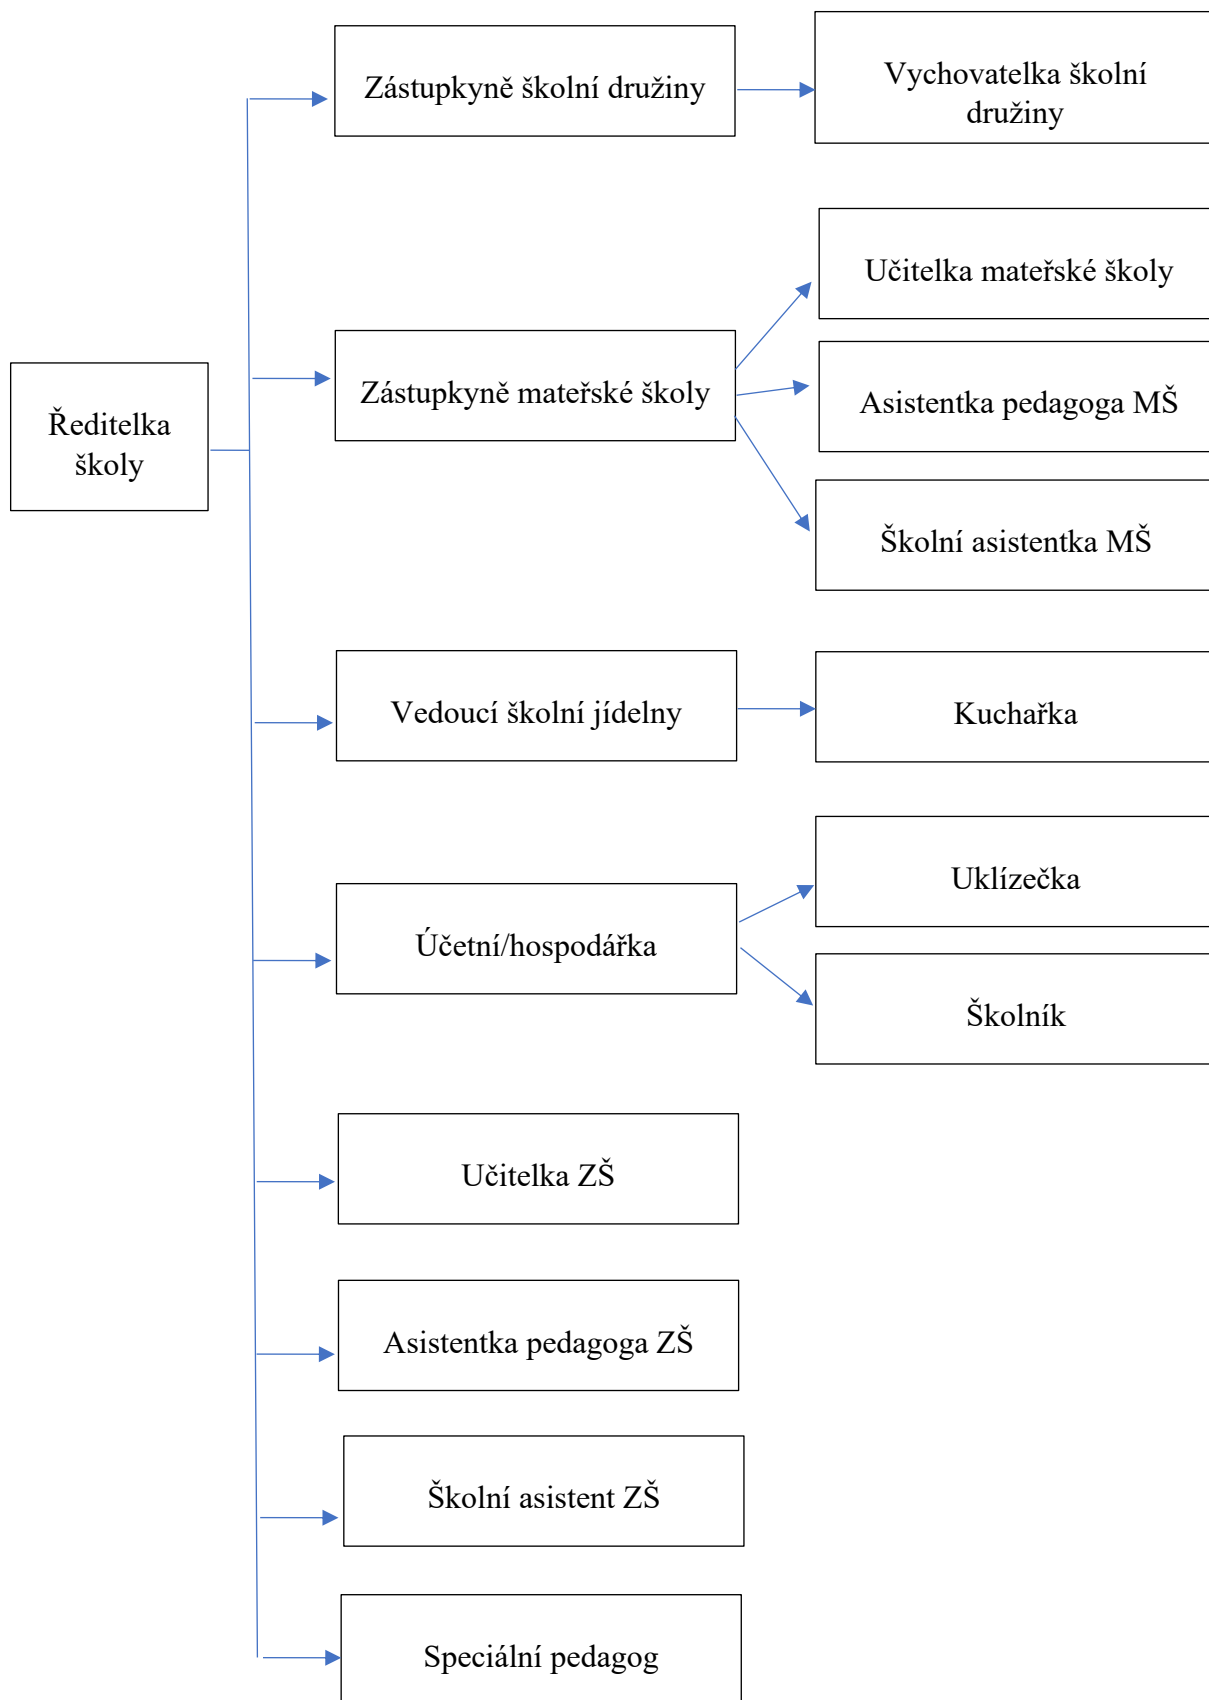 Zástupkyně školní družiny
Vychovatelka školní
družiny
Učitelka mateřské školy
Zástupkyně mateřské školy
Asistentka pedagoga MŠ
Ředitelka
školy
Školní asistentka MŠ
Vedoucí školní jídelny
Kuchařka
Uklízečka
Účetní/hospodářka
Školník
Učitelka ZŠ
Asistentka pedagoga ZŠ
Školní asistent ZŠ
Speciální pedagog